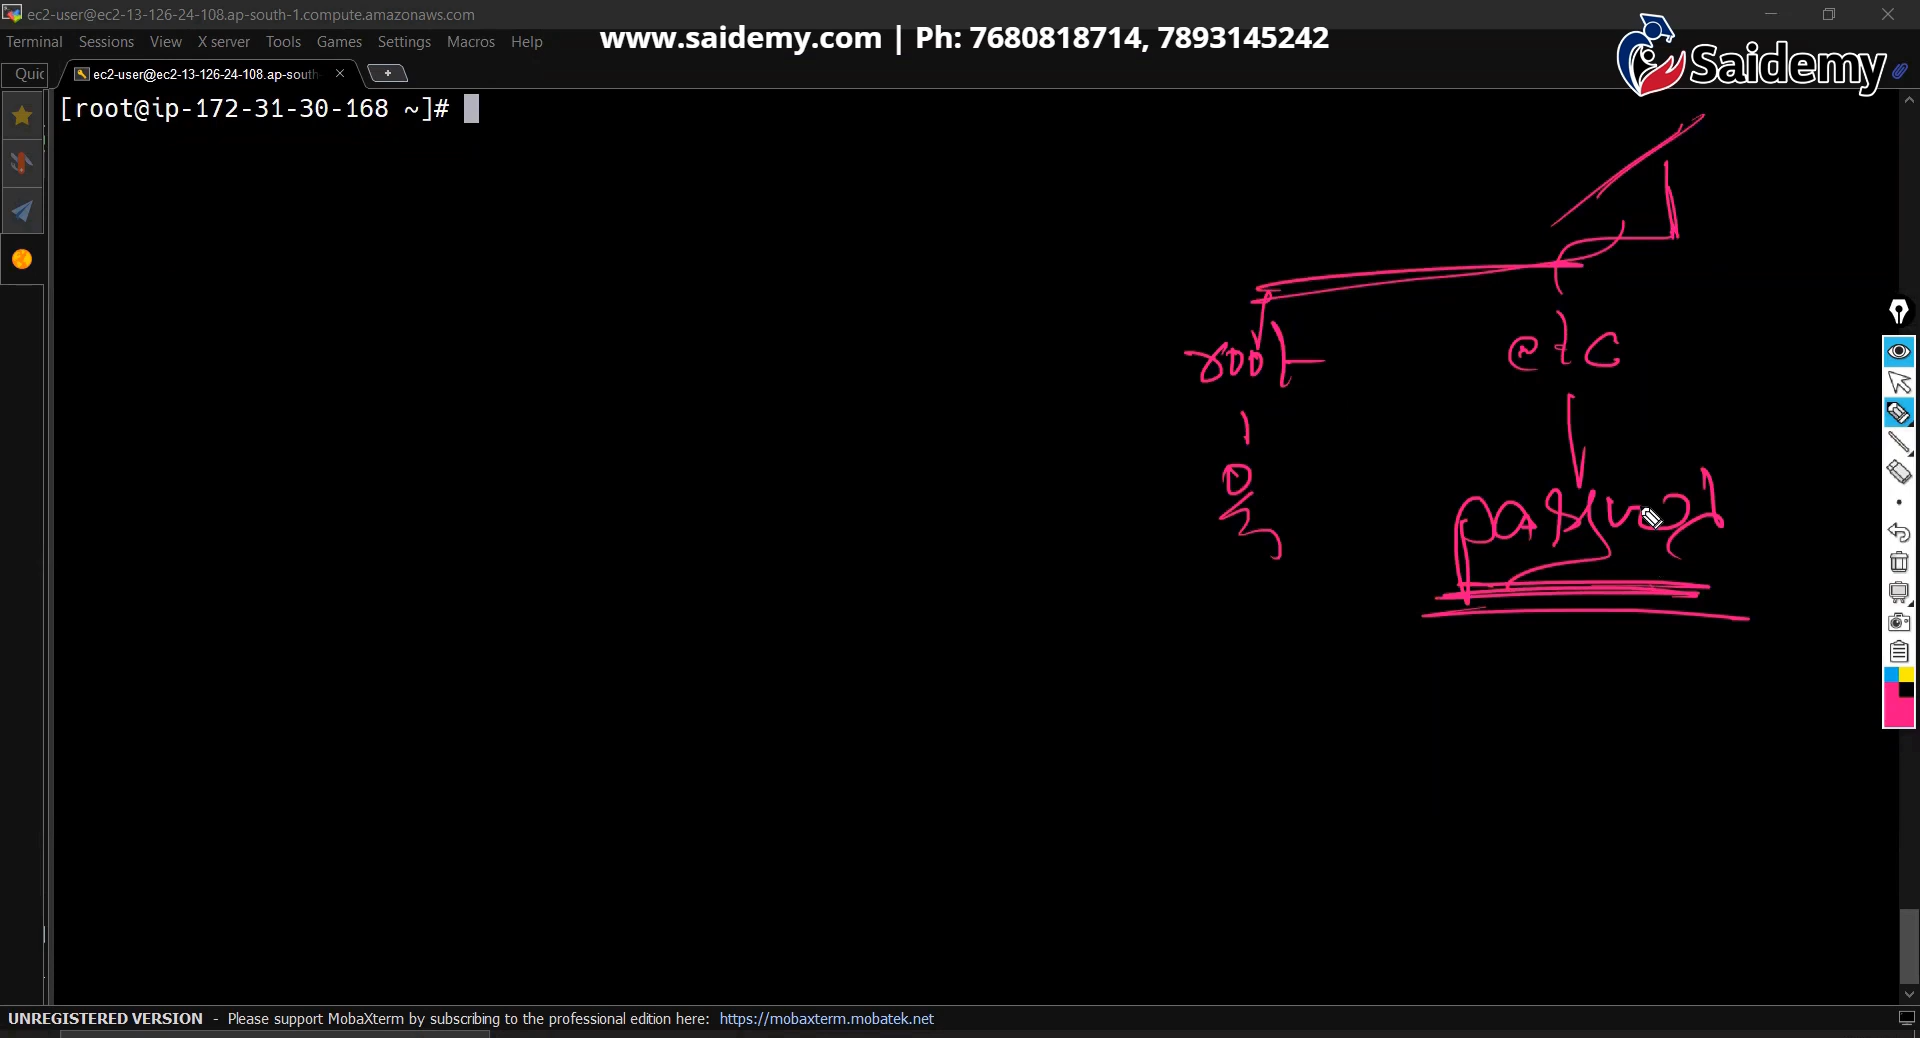 ec2-user@ec2-13-126-24-108.ap-south-1.compute.amazonaws.com
Terminal Sessions View X server Tools Games Settings Macros Help
www.saidemy.com | Ph: 7680818714, 7893145242
Saidemy
Quic
ec2-user@ec2-13-126-24-108.ap-south-
[root@ip-172-31-30-168 ~]#
root
etc
UNREGISTERED VERSION - Please support MobaXterm by subscribing to the professional edition here: https://mobaxterm.mobatek.net